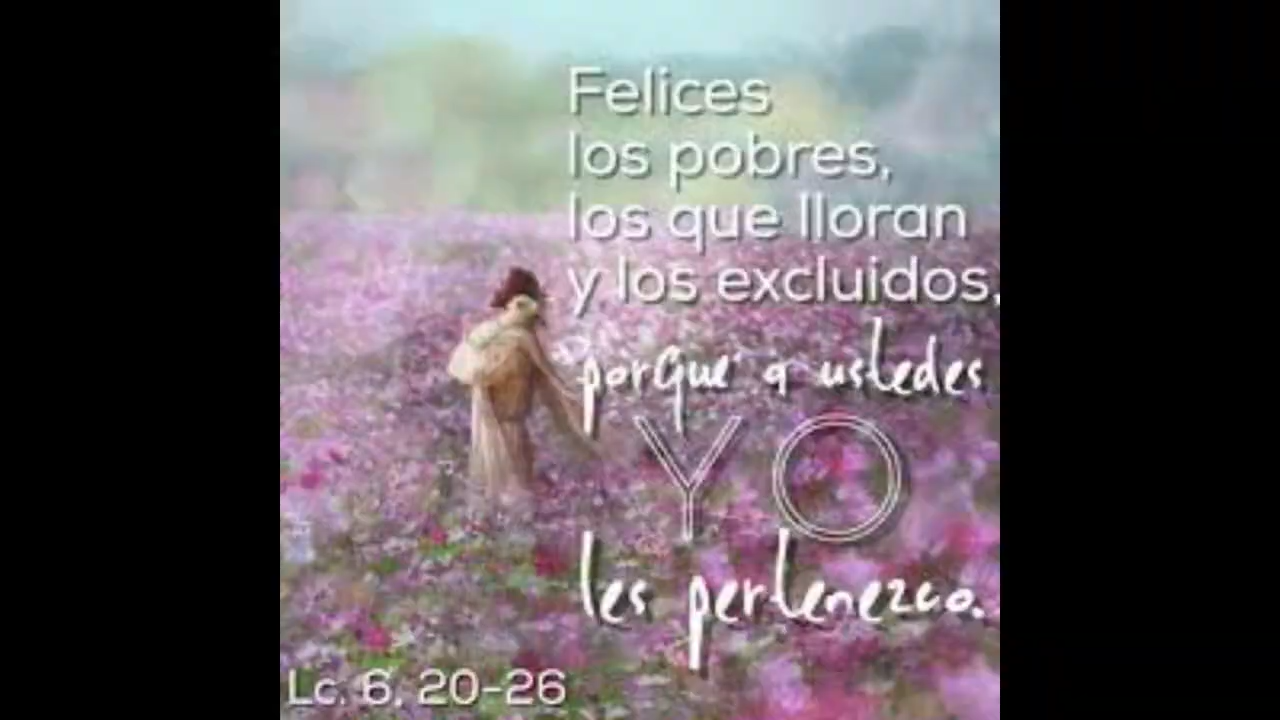 Felices
los pobres,
los que lloran
y los excluidos,
porque a ustedes
YO
les pertenezco.
Lc. 6, 20-26